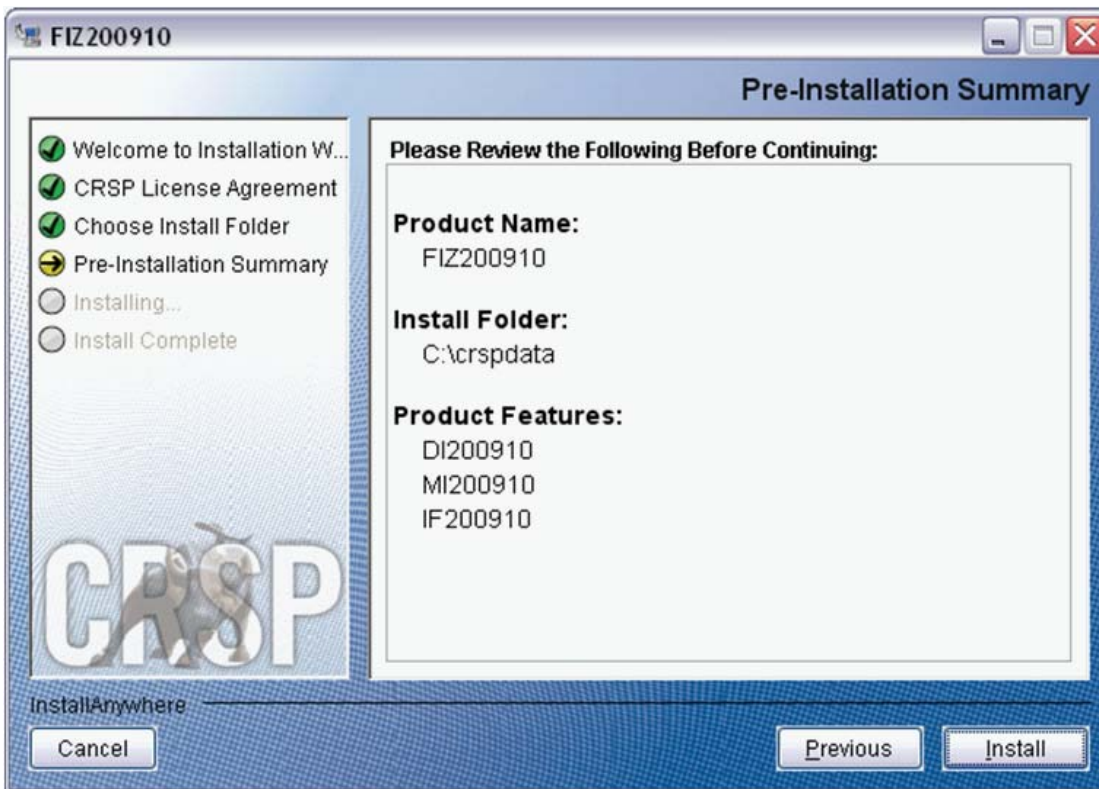 FIZ200910
Pre-Installation Summary
Welcome to Installation W...
CRSP License Agreement
Choose Install Folder
Pre-Installation Summary
Installing...
Install Complete
CRSP
Please Review the Following Before Continuing:
Product Name:
FIZ200910
Install Folder:
C:\crspdata
Product Features:
DI200910
MI200910
IF200910
InstallAnywhere
Cancel
Previous
Install